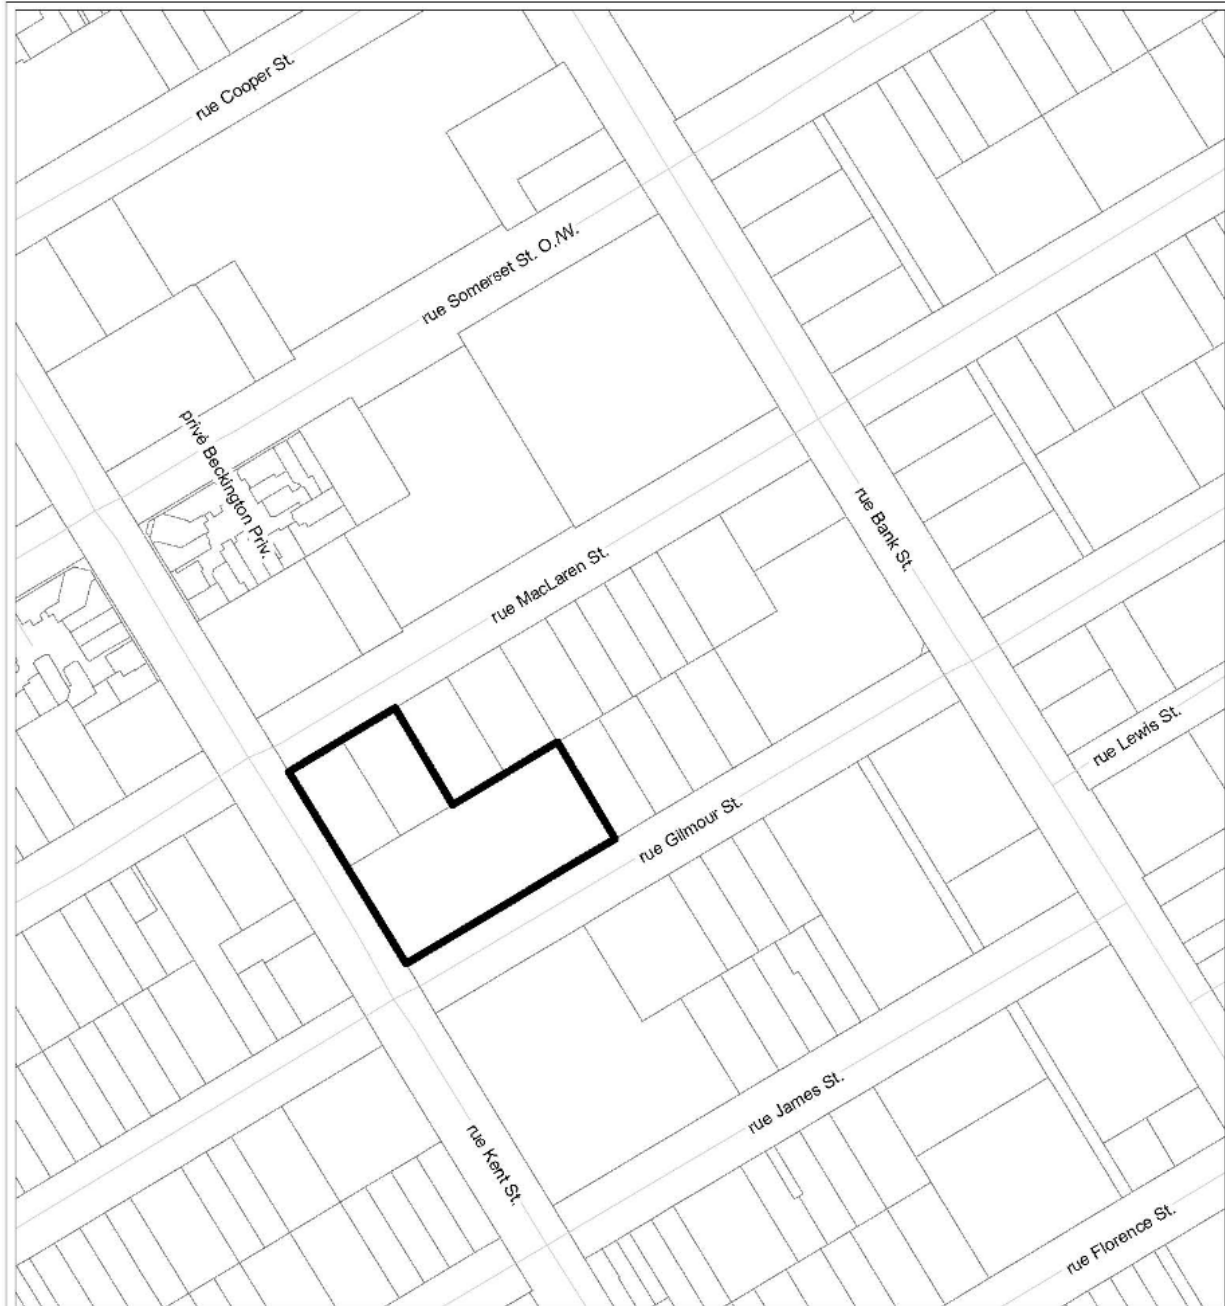 rue Cooper St.
rue Somerset St. O./W.
privé Beckington Priv.
rue Bank St.
rue MacLaren St.
rue Lewis St.
rue Gilmour St.
rue James St.
rue Kent St.
rue Florence St.